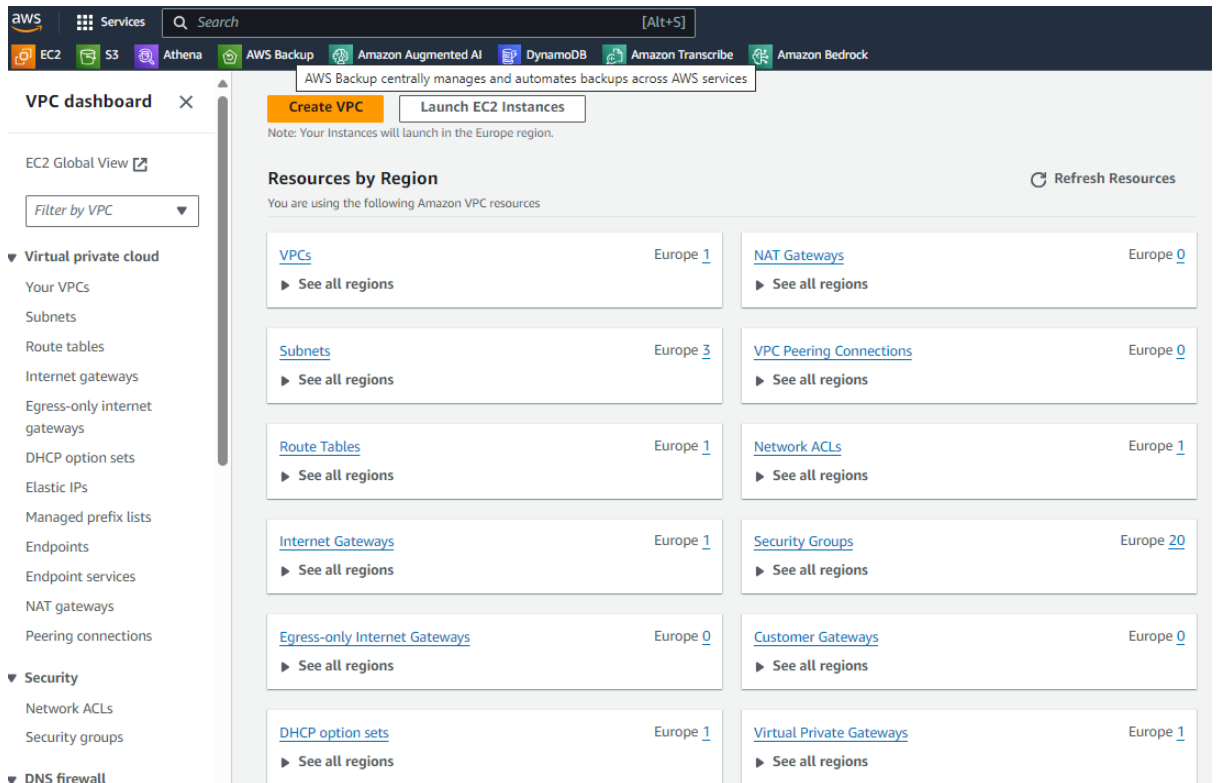 aws Services Search [Alt+S]
EC2 S3 Athena AWS Backup Amazon Augmented AI DynamoDB Amazon Transcribe Amazon Bedrock
AWS Backup centrally manages and automates backups across AWS services
VPC dashboard
EC2 Global View
Filter by VPC
Virtual private cloud
Your VPCs
Subnets
Route tables
Internet gateways
Egress-only internet
gateways
DHCP option sets
Elastic IPs
Managed prefix lists
Endpoints
Endpoint services
NAT gateways
Peering connections
Security
Network ACLs
Security groups
DNS firewall
Create VPC Launch EC2 Instances
Note: Your Instances will launch in the Europe region.
Resources by Region Refresh Resources
You are using the following Amazon VPC resources
VPCs Europe 1
See all regions
NAT Gateways Europe 0
See all regions
Subnets Europe 3
See all regions
VPC Peering Connections Europe 0
See all regions
Route Tables Europe 1
See all regions
Network ACLs Europe 1
See all regions
Internet Gateways Europe 1
See all regions
Security Groups Europe 20
See all regions
Egress-only Internet Gateways Europe 0
See all regions
Customer Gateways Europe 0
See all regions
DHCP option sets Europe 1
See all regions
Virtual Private Gateways Europe 1
See all regions